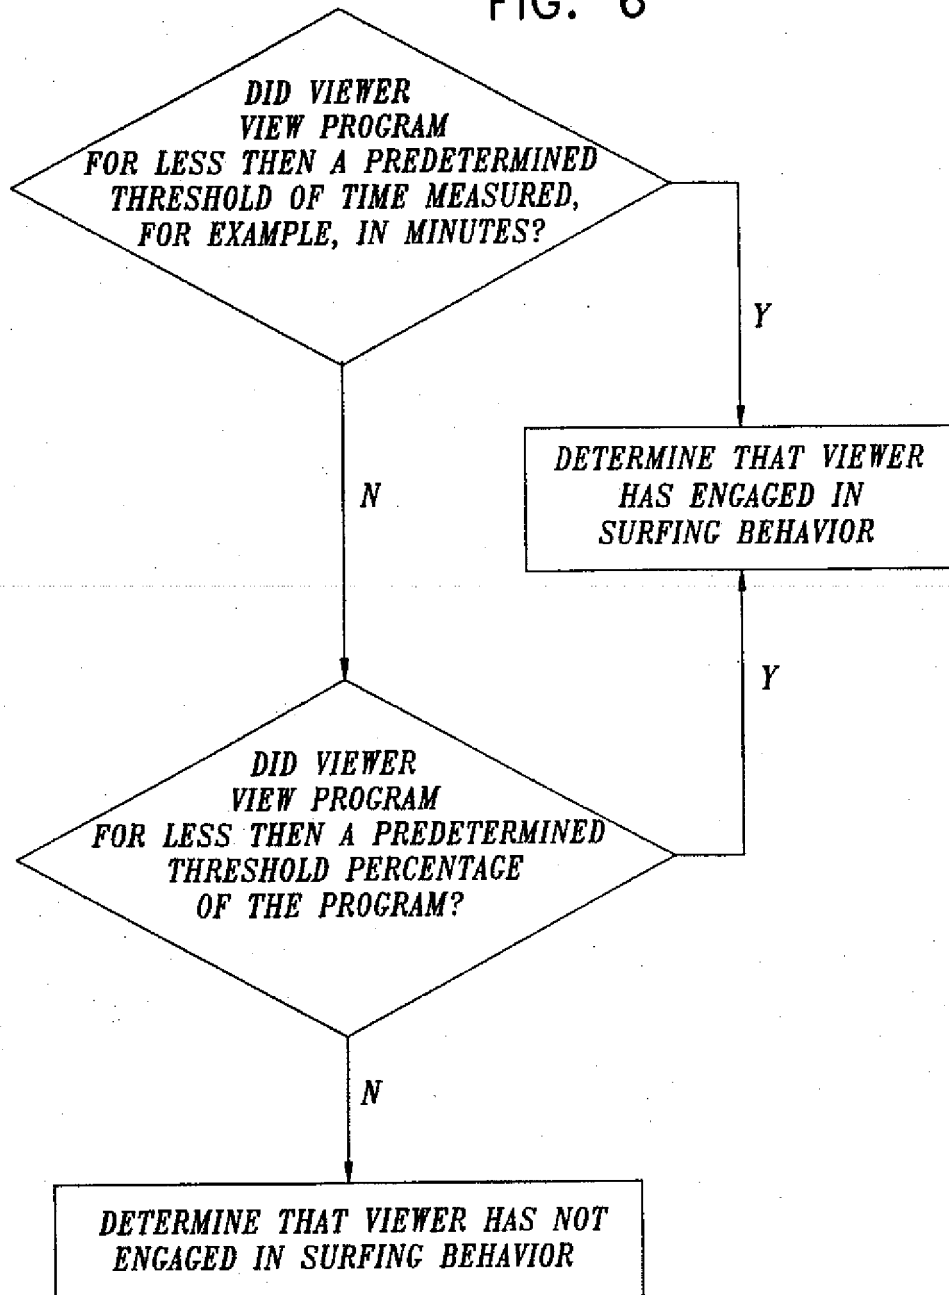 FIG. 6
DID VIEWER
VIEW PROGRAM
FOR LESS THEN A PREDETERMINED
THRESHOLD OF TIME MEASURED,
FOR EXAMPLE, IN MINUTES?
Y
N
DETERMINE THAT VIEWER
HAS ENGAGED IN
SURFING BEHAVIOR
Y
DID VIEWER
VIEW PROGRAM
FOR LESS THEN A PREDETERMINED
THRESHOLD PERCENTAGE
OF THE PROGRAM?
N
DETERMINE THAT VIEWER HAS NOT
ENGAGED IN SURFING BEHAVIOR